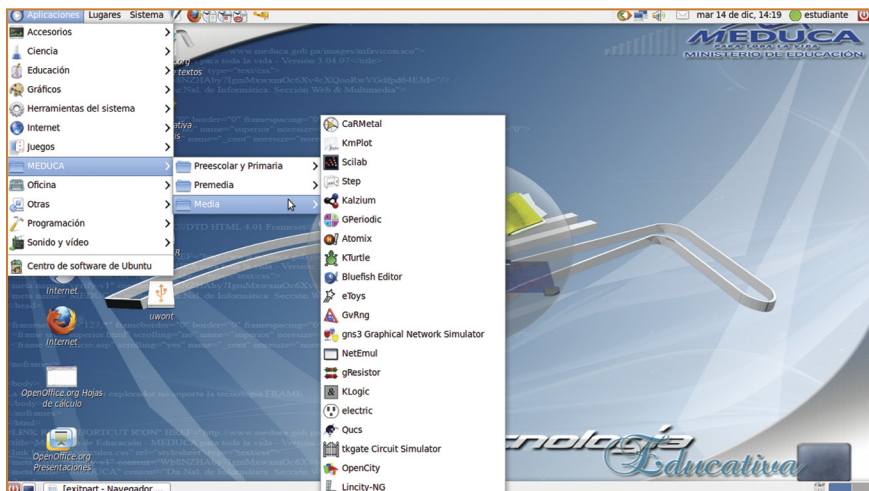 Aplicaciones Lugares Sistema
mar 14 de dic, 14:19 estudiante
Accesorios
Ciencia
Educación
Gráficos
Herramientas del sistema
Internet
Juegos
MEDUCA
Oficina
Otras
Programación
Sonido y vídeo
Centro de software de Ubuntu
Preescolar y Primaria
Premedia
Media
CaRMetal
KmPlot
Scilab
Step
Kalzium
GPeriodic
Atomix
KTurtle
Bluefish Editor
eToys
GvRng
gns3 Graphical Network Simulator
NetEmul
gResistor
KLogic
electric
Qucs
tkgate Circuit Simulator
OpenCity
Lincity-NG
MEDUCA
MINISTERIO DE EDUCACIÓN
Internet
uwont
Internet
OpenOffice.org Hojas
de cálculo
OpenOffice.org
Presentaciones
Educativa
[exitpart - Navegador ...